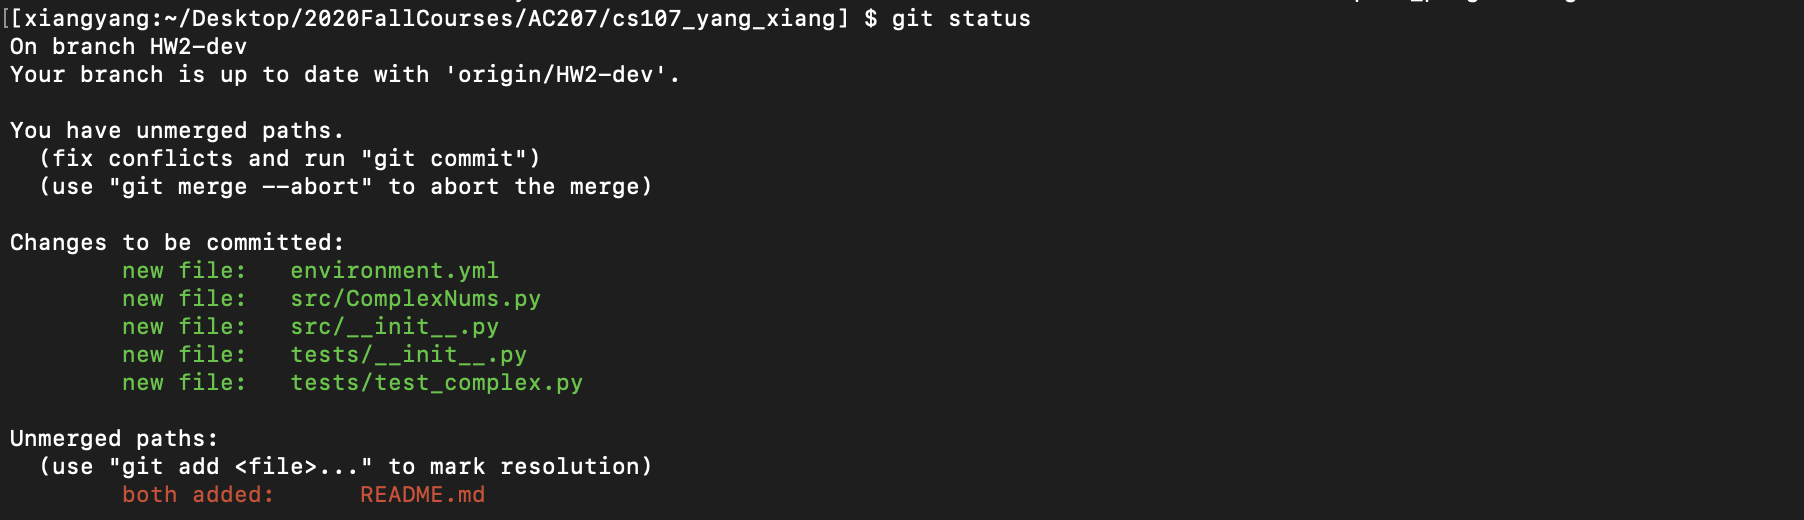 [[xiangyang:~/Desktop/2020FallCourses/AC207/cs107_yang_xiang] $ git status
On branch HW2-dev
Your branch is up to date with 'origin/HW2-dev'.
You have unmerged paths.
(fix conflicts and run "git commit")
(use "git merge --abort" to abort the merge)
Changes to be committed:
new file:   environment.yml
new file:   src/ComplexNums.py
new file:   src/__init__.py
new file:   tests/__init__.py
new file:   tests/test_complex.py
Unmerged paths:
(use "git add <file>..." to mark resolution)
both added:      README.md